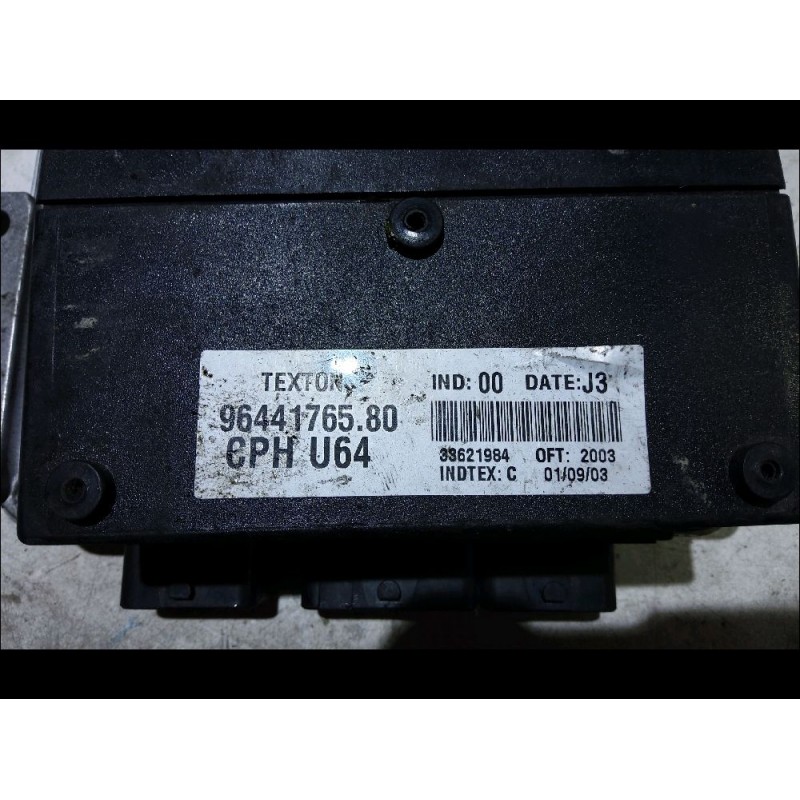 TEXTON
96441765.80
CPH U64
IND: 00 DATE: J3
33621984 OFT: 2003
INDTEX: C 01/09/03